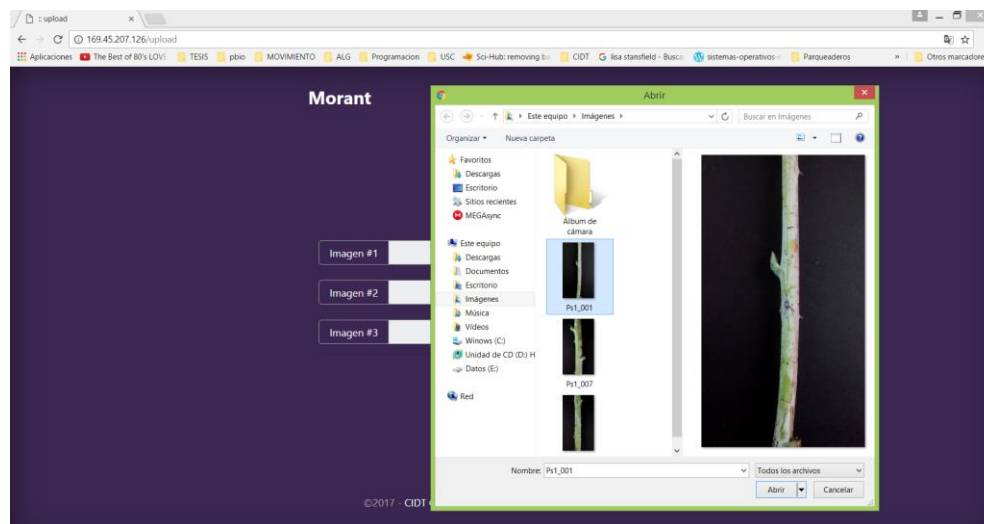 : upload
169.45.207.126/upload
Aplicaciones The Best of 80's LOVE TESIS pbio MOVIMIENTO ALG Programacion USC Sci-Hub: removing ba CIDT lisa stansfield - Busca sistemas-operativos- Parqueaderos » Otros marcadore
Morant
Imagen #1
Imagen #2
Imagen #3
©2017 - CIDT
Abrir
Este equipo Imágenes
Buscar en Imágenes
Organizar Nueva carpeta
Favoritos
Descargas
Escritorio
Sitios recientes
MEGAsync
Este equipo
Descargas
Documentos
Escritorio
Imágenes
Música
Vídeos
Winows (C:)
Unidad de CD (D:) H
Datos (E:)
Red
Álbum de
cámara
Ps1_001
Ps1_007
Nombre: Ps1_001
Todos los archivos
Abrir Cancelar